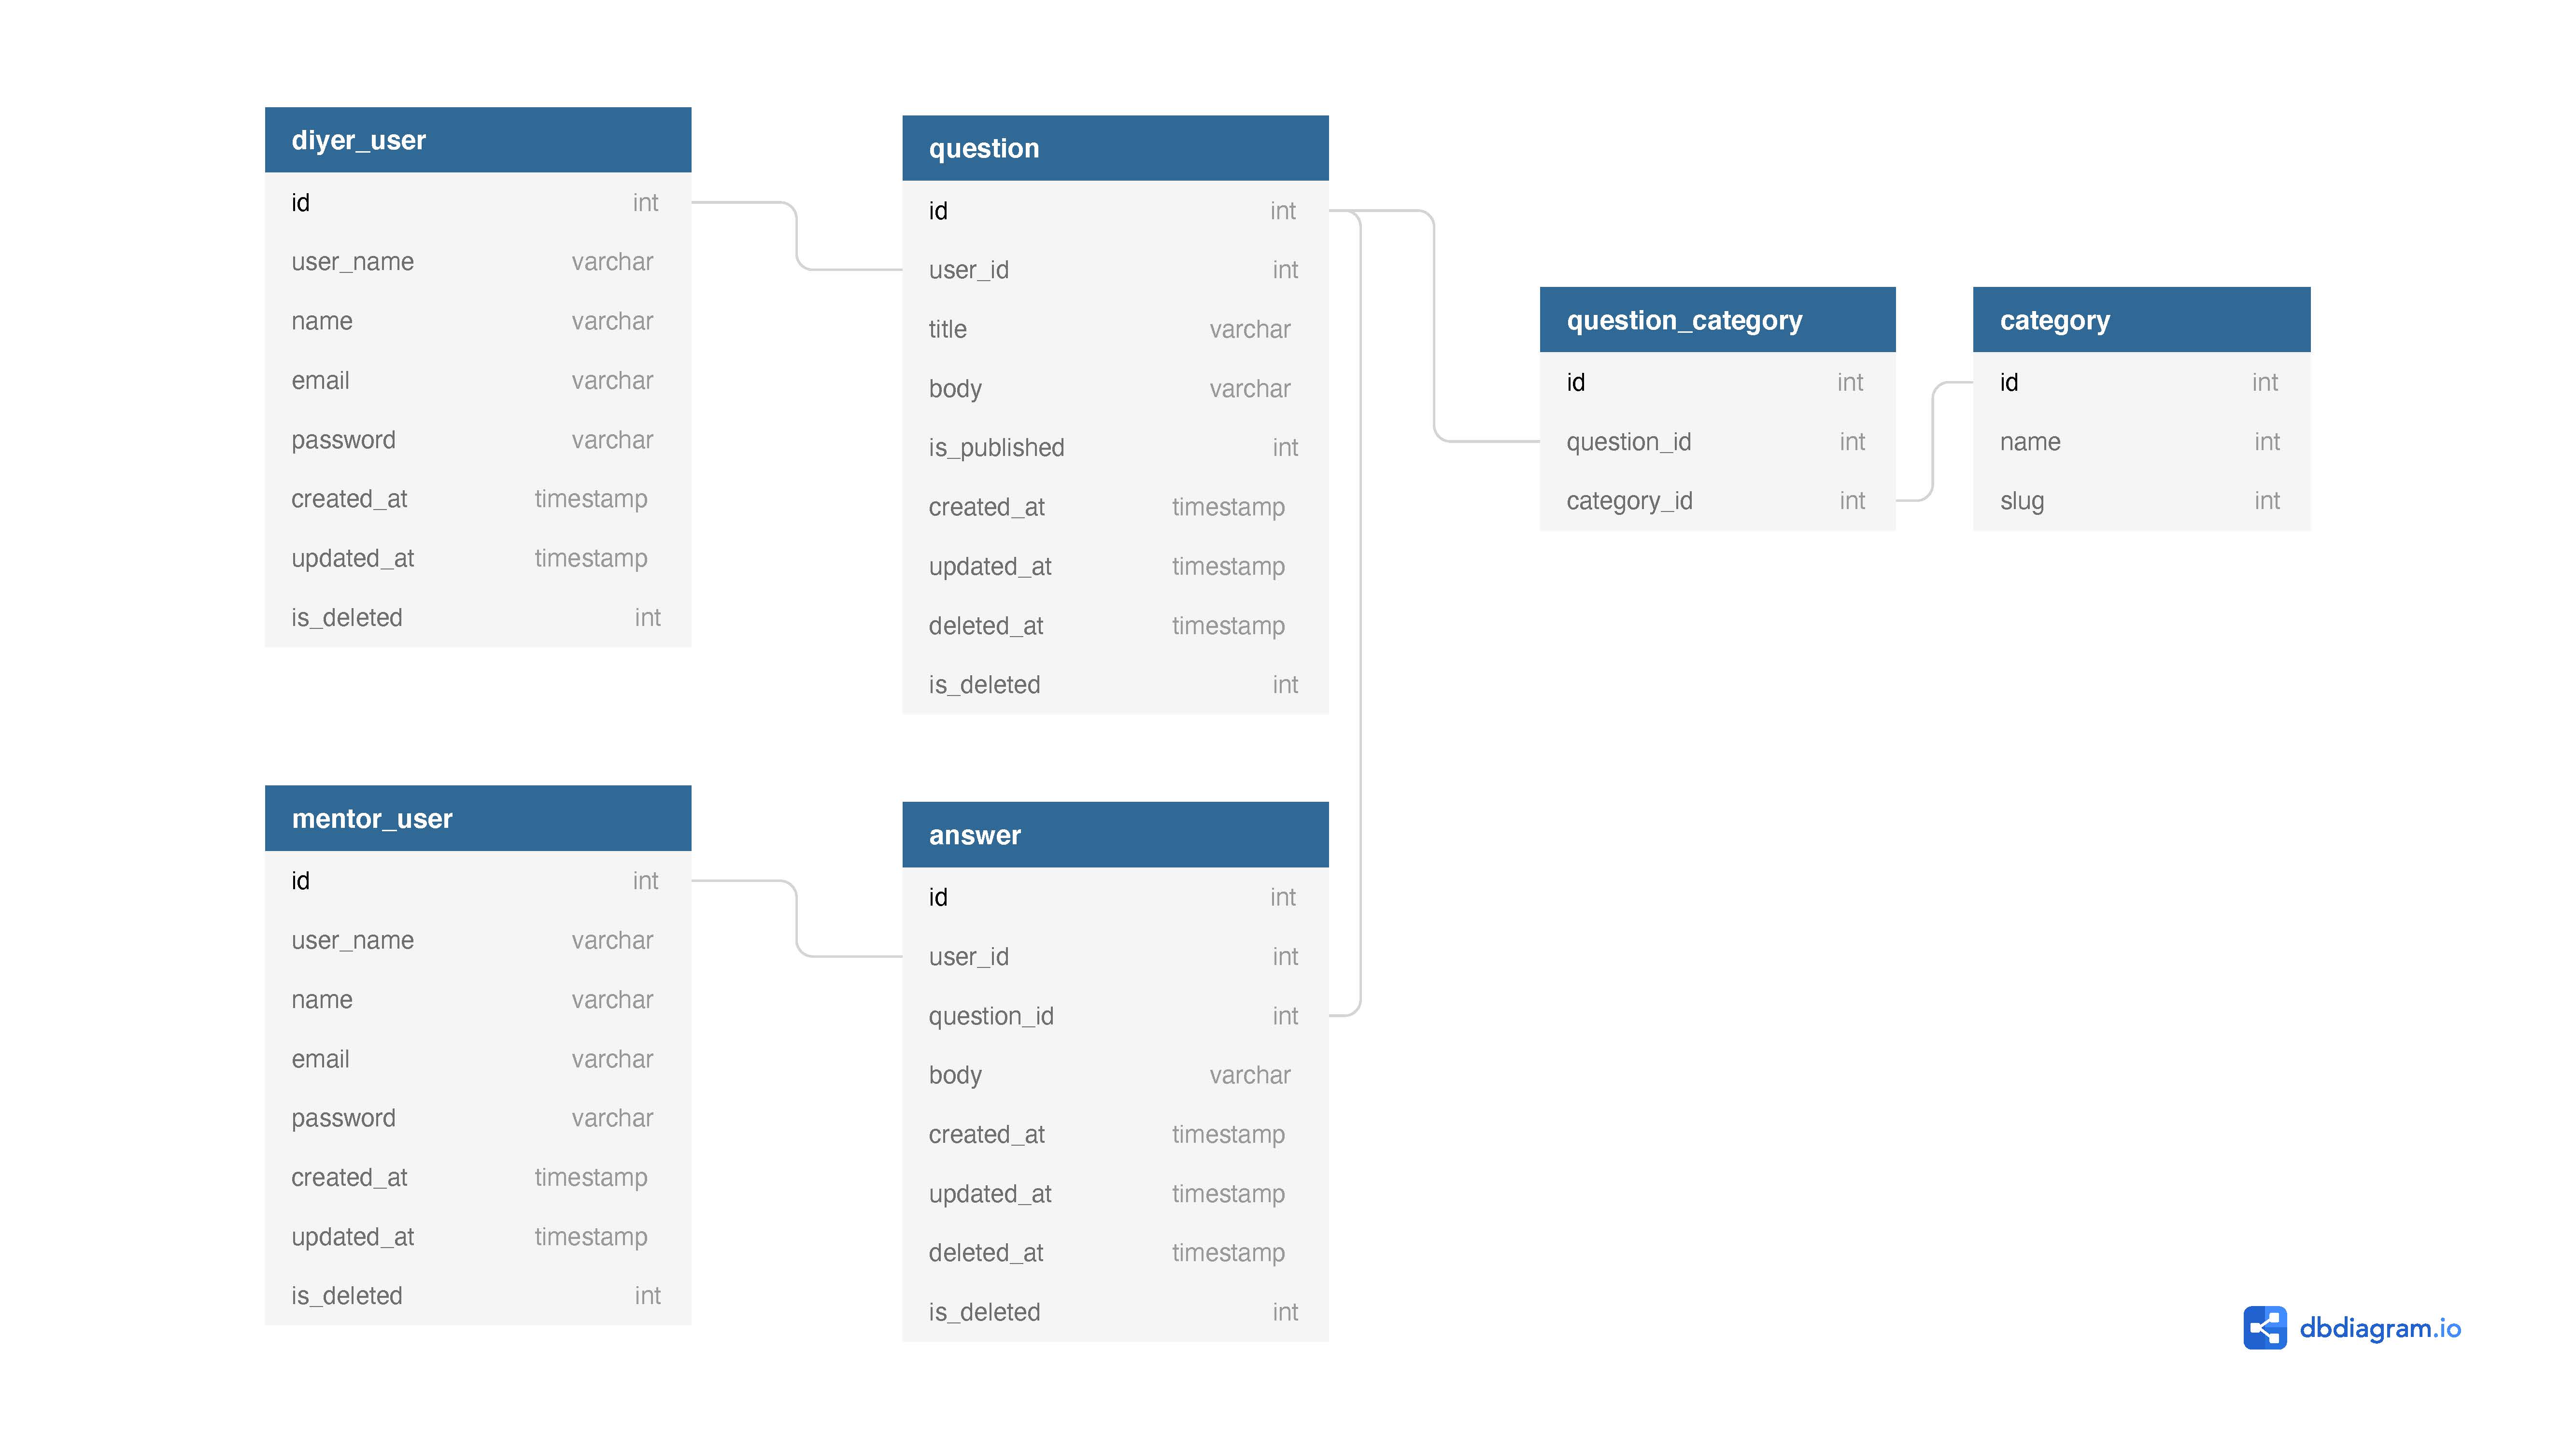 diyer_user
id int
user_name varchar
name varchar
email varchar
password varchar
created_at timestamp
updated_at timestamp
is_deleted int
question
id int
user_id int
title varchar
body varchar
is_published int
created_at timestamp
updated_at timestamp
deleted_at timestamp
is_deleted int
question_category
id int
question_id int
category_id int
category
id int
name int
slug int
mentor_user
id int
user_name varchar
name varchar
email varchar
password varchar
created_at timestamp
updated_at timestamp
is_deleted int
answer
id int
user_id int
question_id int
body varchar
created_at timestamp
updated_at timestamp
deleted_at timestamp
is_deleted int
dbdiagram.io